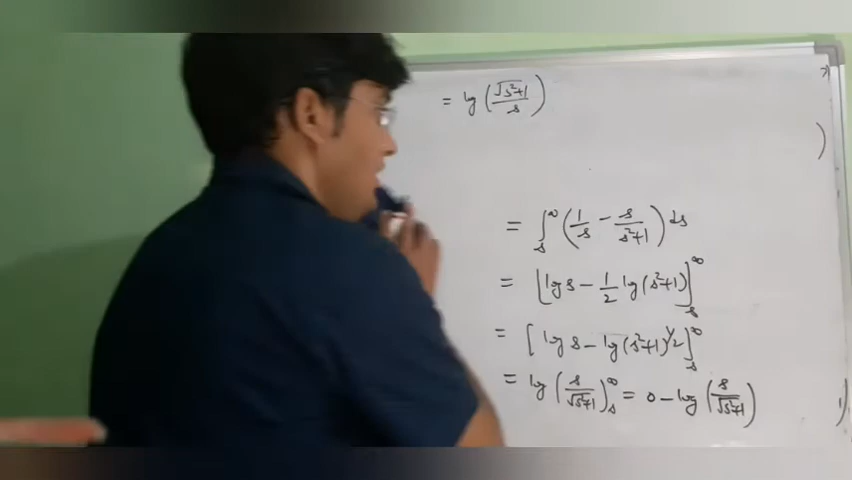 = log (√s²+1 / s)
= ∫ₛ^∞ (1/s − s/s²+1) ds
= [log s − 1/2 log (s²+1)]ₛ^∞
= [log s − log (s²+1)^1/2]ₛ^∞
= log (s/√s²+1)ₛ^∞ = 0 − log (s/√s²+1)